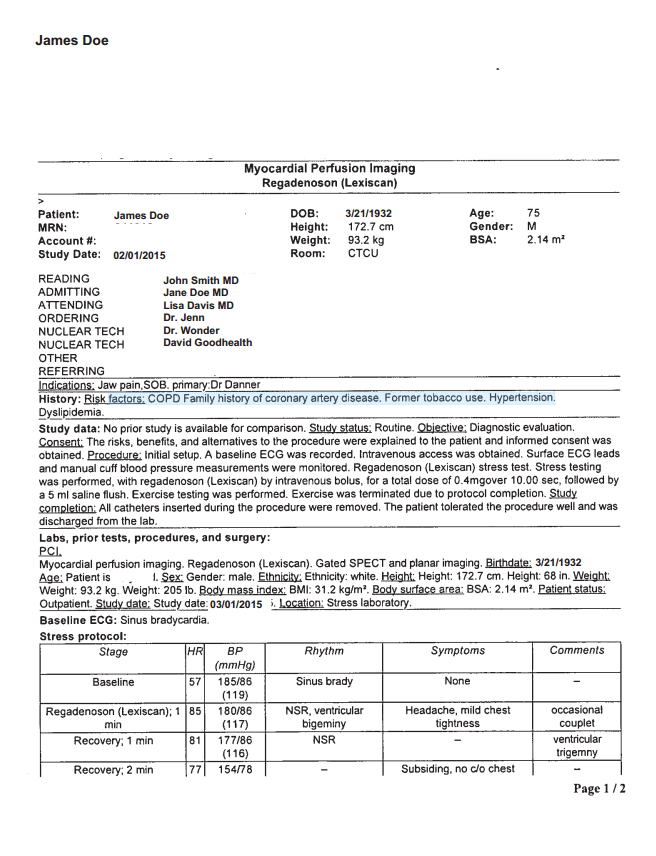 James Doe
Myocardial Perfusion Imaging
Regadenoson (Lexiscan)
>
Patient: James Doe DOB: 3/21/1932 Age: 75
MRN: Height: 172.7 cm Gender: M
Account #: Weight: 93.2 kg BSA: 2.14 m²
Study Date: 02/01/2015 Room: CTCU
READING John Smith MD
ADMITTING Jane Doe MD
ATTENDING Lisa Davis MD
ORDERING Dr. Jenn
NUCLEAR TECH Dr. Wonder
NUCLEAR TECH David Goodhealth
OTHER
REFERRING
Indications: Jaw pain,SOB. primary:Dr Danner
History: Risk factors: COPD Family history of coronary artery disease. Former tobacco use. Hypertension.
Dyslipidemia.
Study data: No prior study is available for comparison. Study status: Routine. Objective: Diagnostic evaluation.
Consent: The risks, benefits, and alternatives to the procedure were explained to the patient and informed consent was
obtained. Procedure: Initial setup. A baseline ECG was recorded. Intravenous access was obtained. Surface ECG leads
and manual cuff blood pressure measurements were monitored. Regadenoson (Lexiscan) stress test. Stress testing
was performed, with regadenoson (Lexiscan) by intravenous bolus, for a total dose of 0.4mgover 10.00 sec, followed by
a 5 ml saline flush. Exercise testing was performed. Exercise was terminated due to protocol completion. Study
completion: All catheters inserted during the procedure were removed. The patient tolerated the procedure well and was
discharged from the lab.
Labs, prior tests, procedures, and surgery:
PCI.
Myocardial perfusion imaging. Regadenoson (Lexiscan). Gated SPECT and planar imaging. Birthdate: 3/21/1932
Age: Patient is Sex: Gender: male. Ethnicity: Ethnicity: white. Height: Height: 172.7 cm. Height: 68 in. Weight:
Weight: 93.2 kg. Weight: 205 lb. Body mass index: BMI: 31.2 kg/m². Body surface area: BSA: 2.14 m². Patient status:
Outpatient. Study date: Study date: 03/01/2015 . Location: Stress laboratory.
Baseline ECG: Sinus bradycardia.
Stress protocol:
Stage HR BP Rhythm Symptoms Comments
(mmHg)
Baseline 57 185/86 Sinus brady None –
(119)
Regadenoson (Lexiscan); 1 85 180/86 NSR, ventricular Headache, mild chest occasional
min (117) bigeminy tightness couplet
Recovery; 1 min 81 177/86 NSR – ventricular
(116) trigemny
Recovery; 2 min 77 154/78 – Subsiding, no c/o chest –
Page 1 / 2